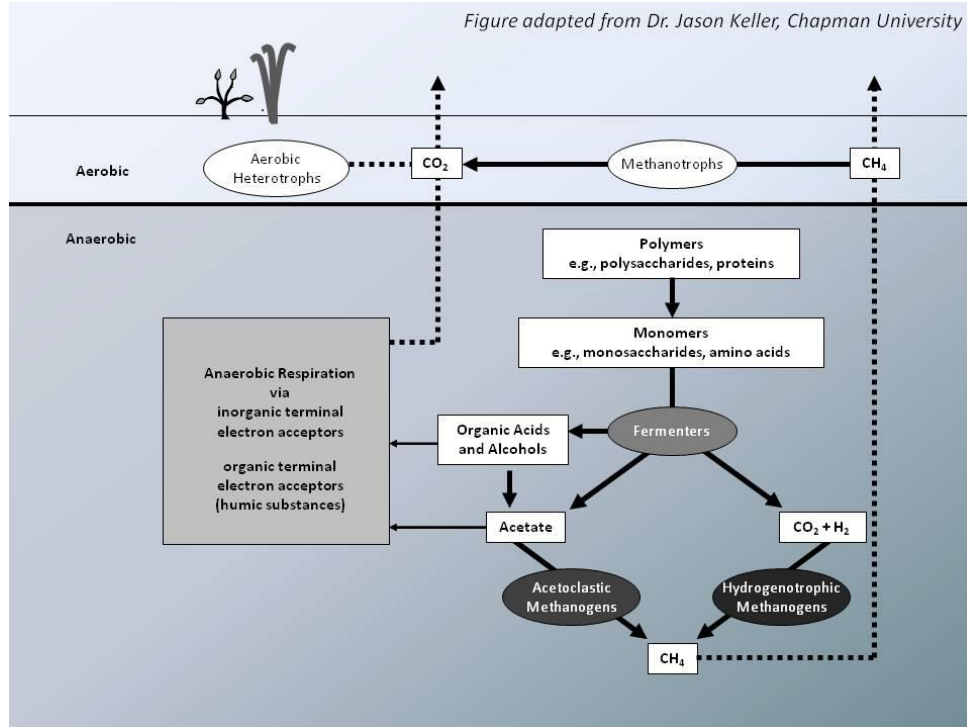 Figure adapted from Dr. Jason Keller, Chapman University
Aerobic
Aerobic
Heterotrophs
CO₂
Methanotrophs
CH₄
Anaerobic
Polymers
e.g., polysaccharides, proteins
Monomers
e.g., monosaccharides, amino acids
Anaerobic Respiration
via
inorganic terminal
electron acceptors
organic terminal
electron acceptors
(humic substances)
Organic Acids
and Alcohols
Fermenters
Acetate
CO₂ + H₂
Acetoclastic
Methanogens
Hydrogenotrophic
Methanogens
CH₄